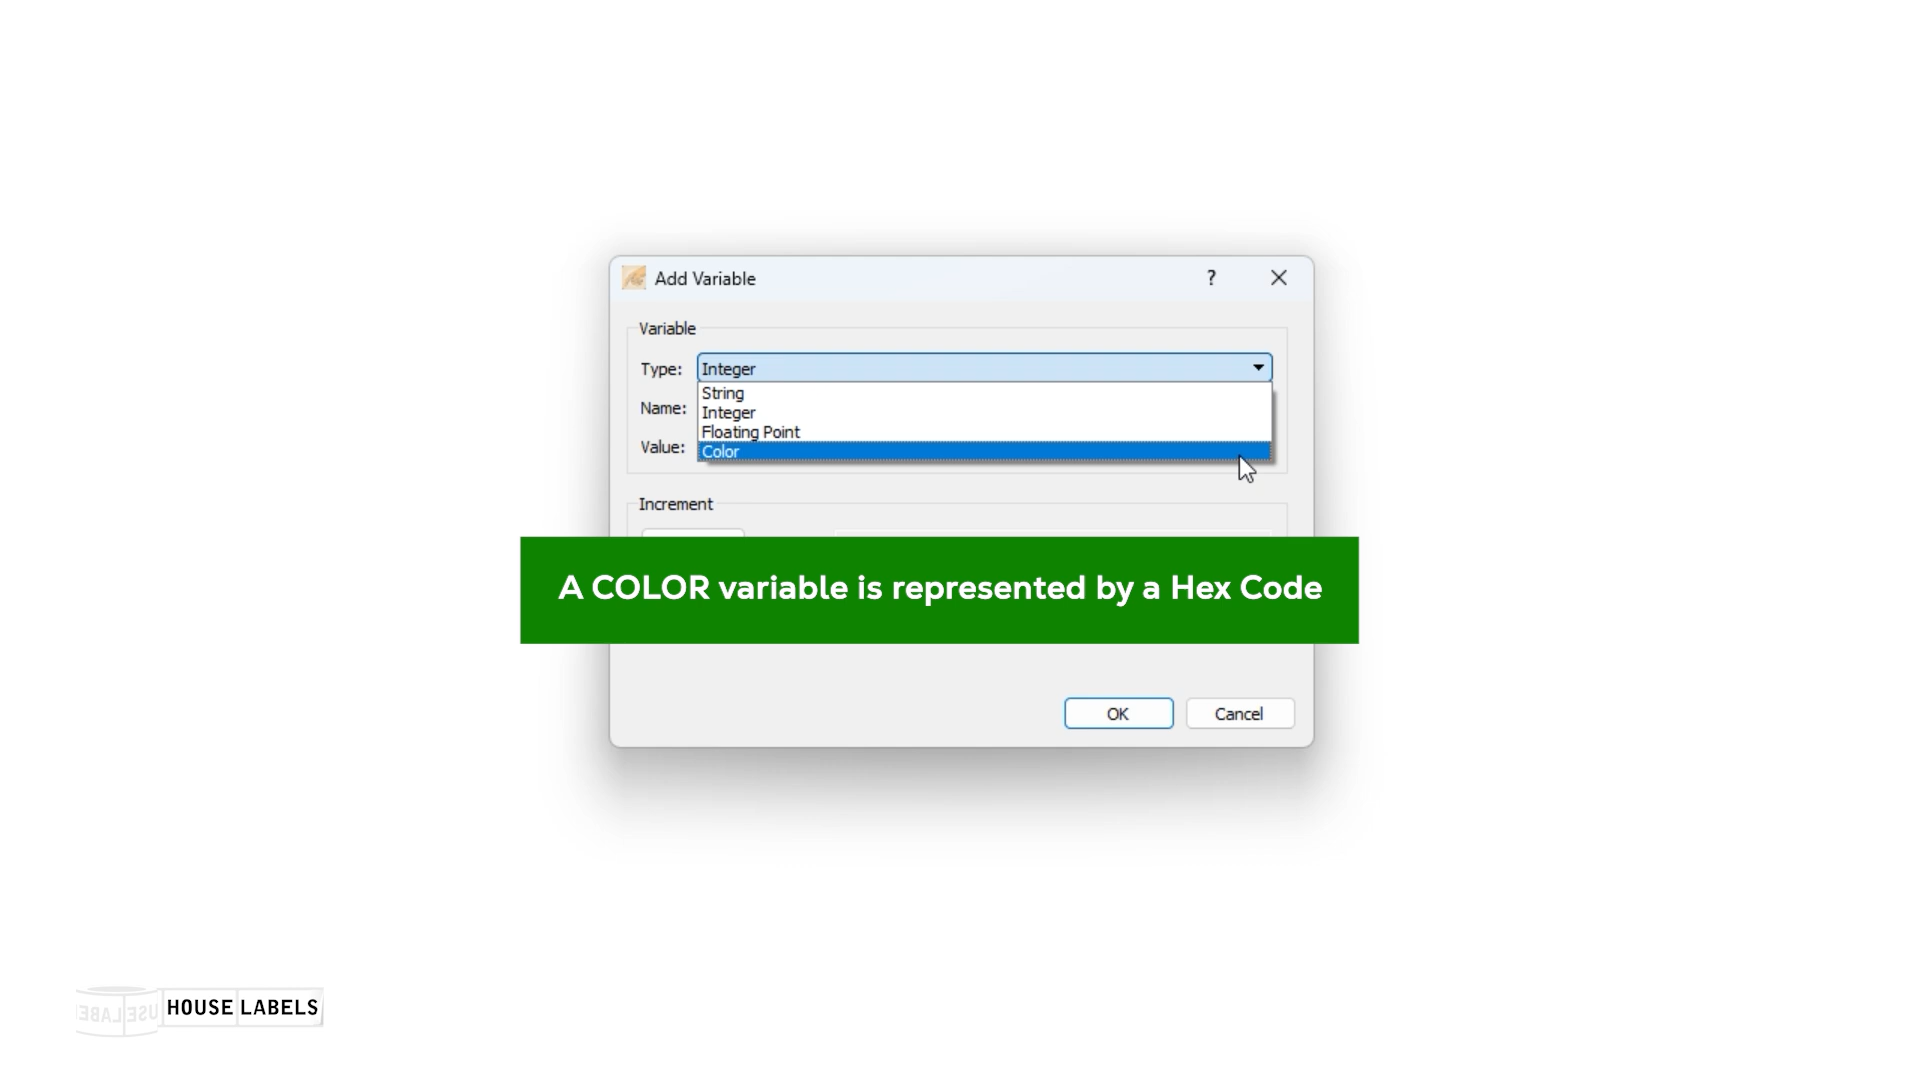 Add Variable
?
Variable
Type: Integer
String
Integer
Name:
Floating Point
Value: Color
Increment
A COLOR variable is represented by a Hex Code
OK Cancel
HOUSE LABELS